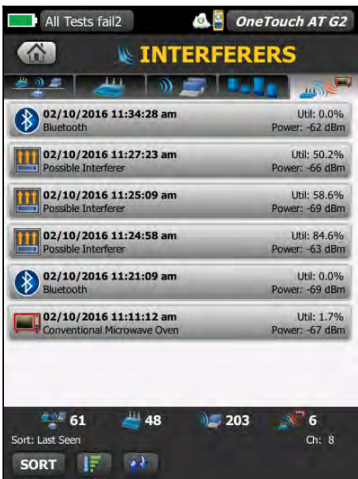 All Tests fail2
OneTouch AT G2
INTERFERERS
02/10/2016 11:34:28 am Util: 0.0%
Bluetooth Power: -62 dBm
02/10/2016 11:27:23 am Util: 50.2%
Possible Interferer Power: -66 dBm
02/10/2016 11:25:09 am Util: 58.6%
Possible Interferer Power: -69 dBm
02/10/2016 11:24:58 am Util: 84.6%
Possible Interferer Power: -63 dBm
02/10/2016 11:21:09 am Util: 0.0%
Bluetooth Power: -69 dBm
02/10/2016 11:11:12 am Util: 1.7%
Conventional Microwave Oven Power: -67 dBm
61 48 203 6
Sort: Last Seen Ch: 8
SORT